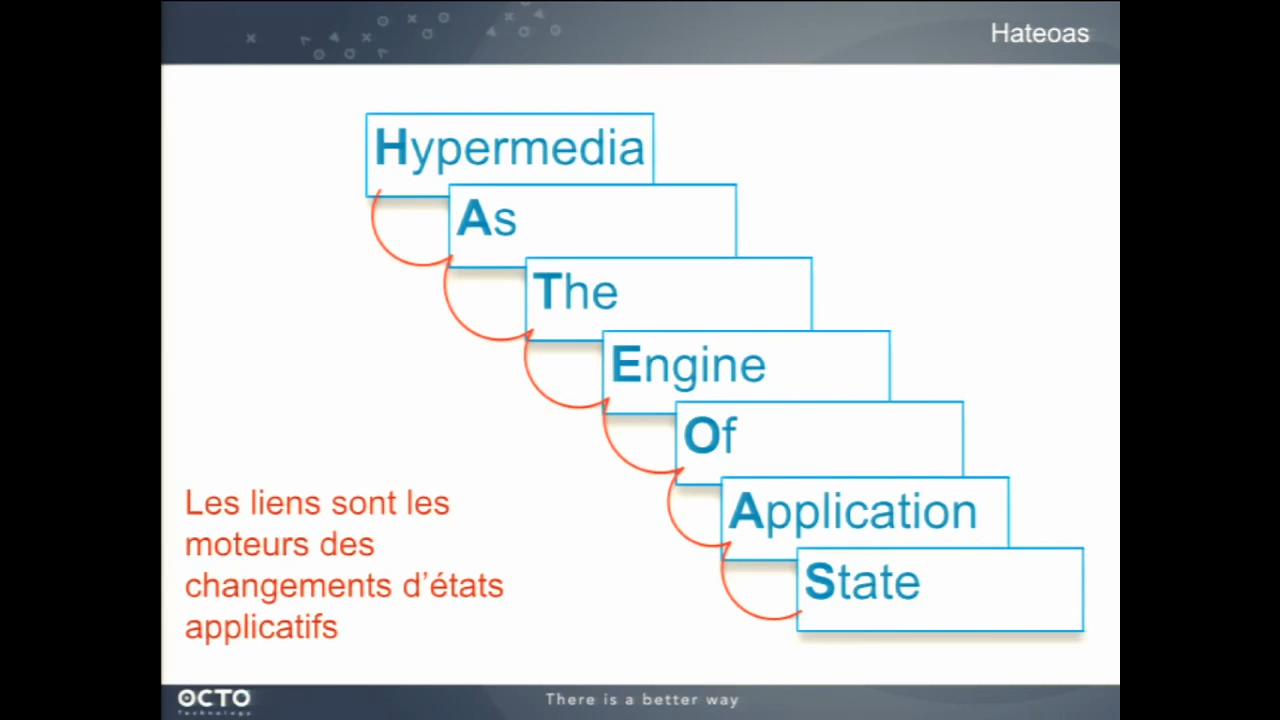 Hateoas
Hypermedia
As
The
Engine
Of
Application
State
Les liens sont les
moteurs des
changements d'états
applicatifs
OCTO
Technology
There is a better way